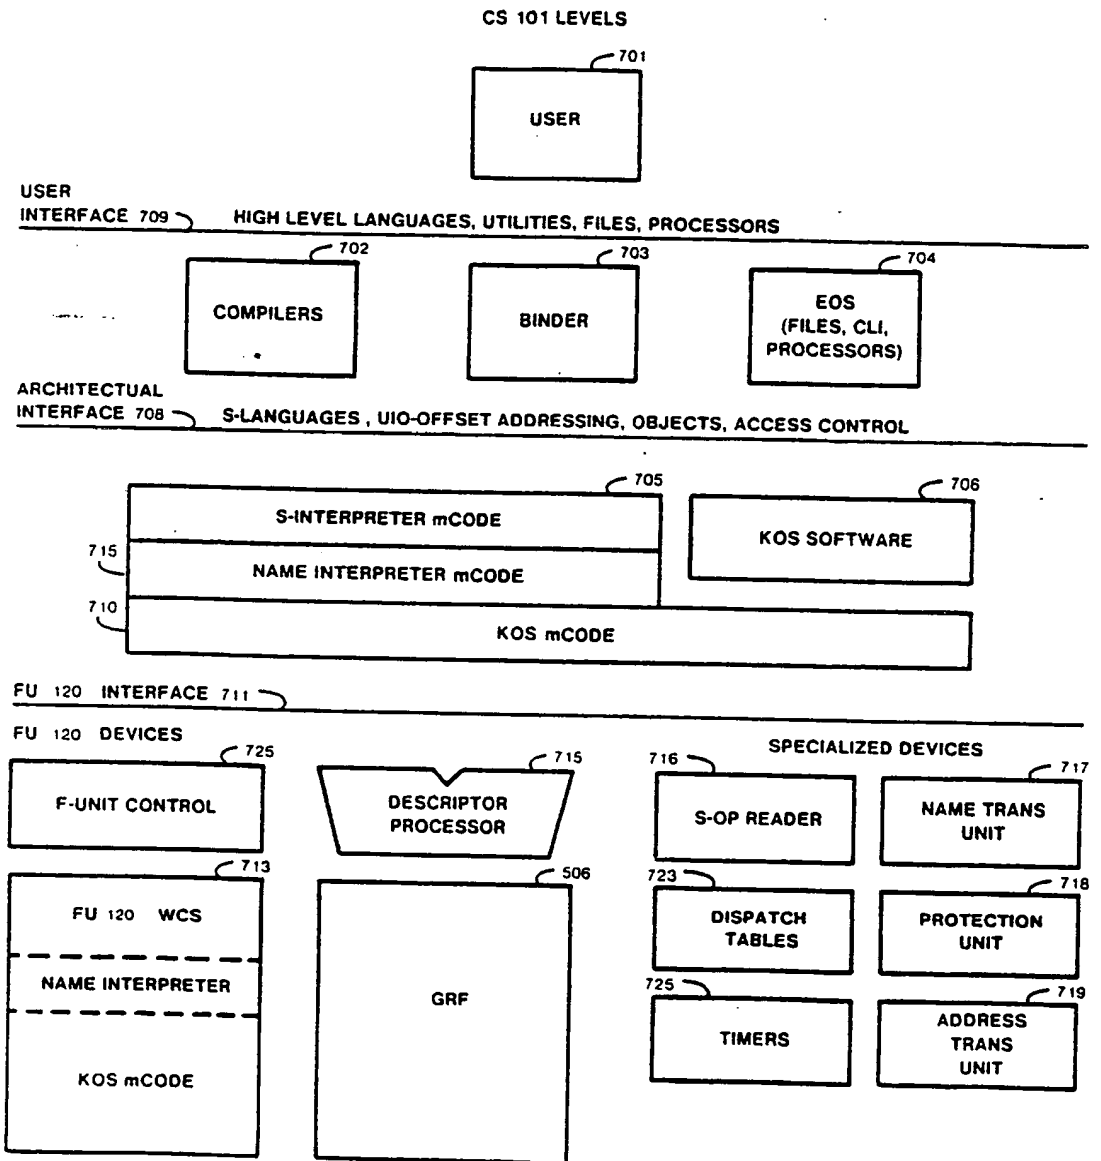 CS 101 LEVELS
701
USER
USER
INTERFACE 709
HIGH LEVEL LANGUAGES, UTILITIES, FILES, PROCESSORS
702
COMPILERS
703
BINDER
704
EOS
(FILES, CLI,
PROCESSORS)
ARCHITECTUAL
INTERFACE 708
S-LANGUAGES , UIO-OFFSET ADDRESSING, OBJECTS, ACCESS CONTROL
705
S-INTERPRETER mCODE
706
KOS SOFTWARE
715
NAME INTERPRETER mCODE
710
KOS mCODE
FU 120 INTERFACE 711
FU 120 DEVICES
SPECIALIZED DEVICES
725
F-UNIT CONTROL
715
DESCRIPTOR
PROCESSOR
716
S-OP READER
717
NAME TRANS
UNIT
713
FU 120 WCS
NAME INTERPRETER
KOS mCODE
506
GRF
723
DISPATCH
TABLES
718
PROTECTION
UNIT
725
TIMERS
719
ADDRESS
TRANS
UNIT